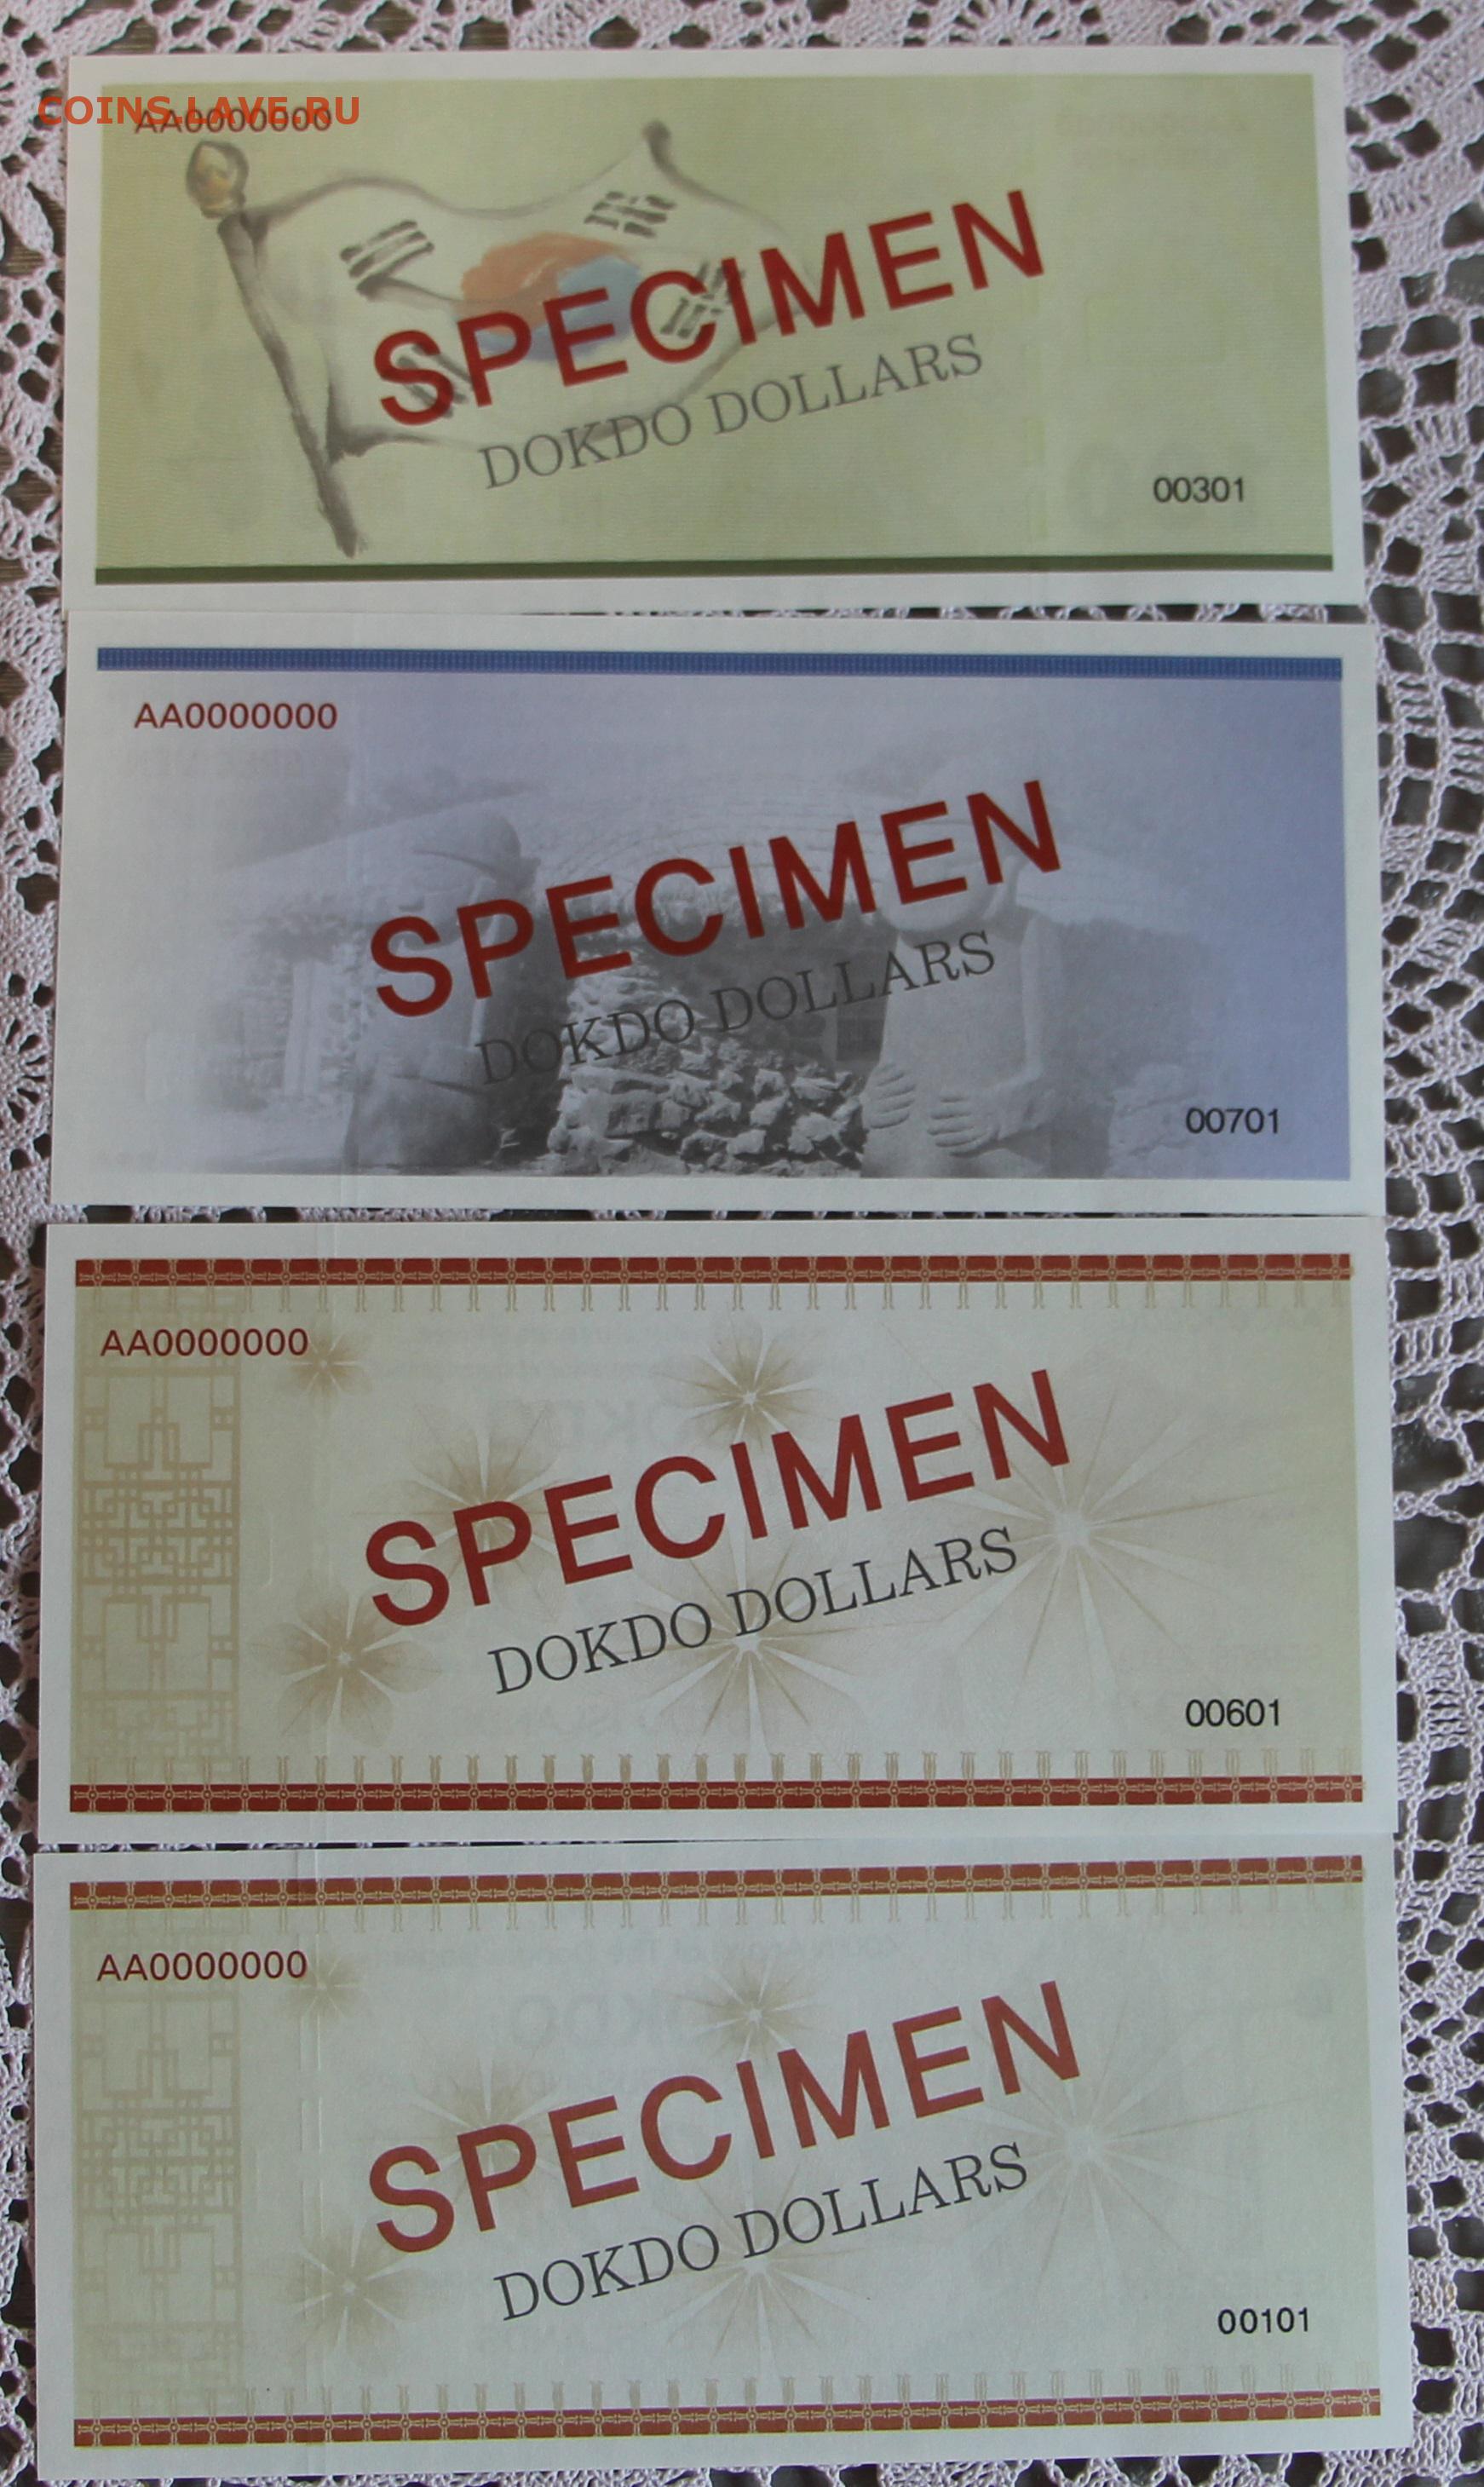 COINS.LAVE.RU
AA0000000
SPECIMEN
DOKDO DOLLARS
00301
AA0000000
SPECIMEN
DOKDO DOLLARS
00701
AA0000000
SPECIMEN
DOKDO DOLLARS
00601
AA0000000
SPECIMEN
DOKDO DOLLARS
00101